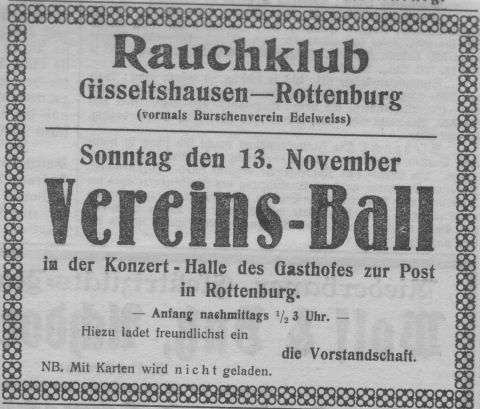 Rauchklub
Gisseltshausen—Rottenburg
(vormals Burschenverein Edelweiss)
Sonntag den 13. November
Vereins-Ball
in der Konzert-Halle des Gasthofes zur Post
in Rottenburg.
— Anfang nachmittags 1/2 3 Uhr. —
Hiezu ladet freundlichst ein
die Vorstandschaft.
NB. Mit Karten wird nicht geladen.